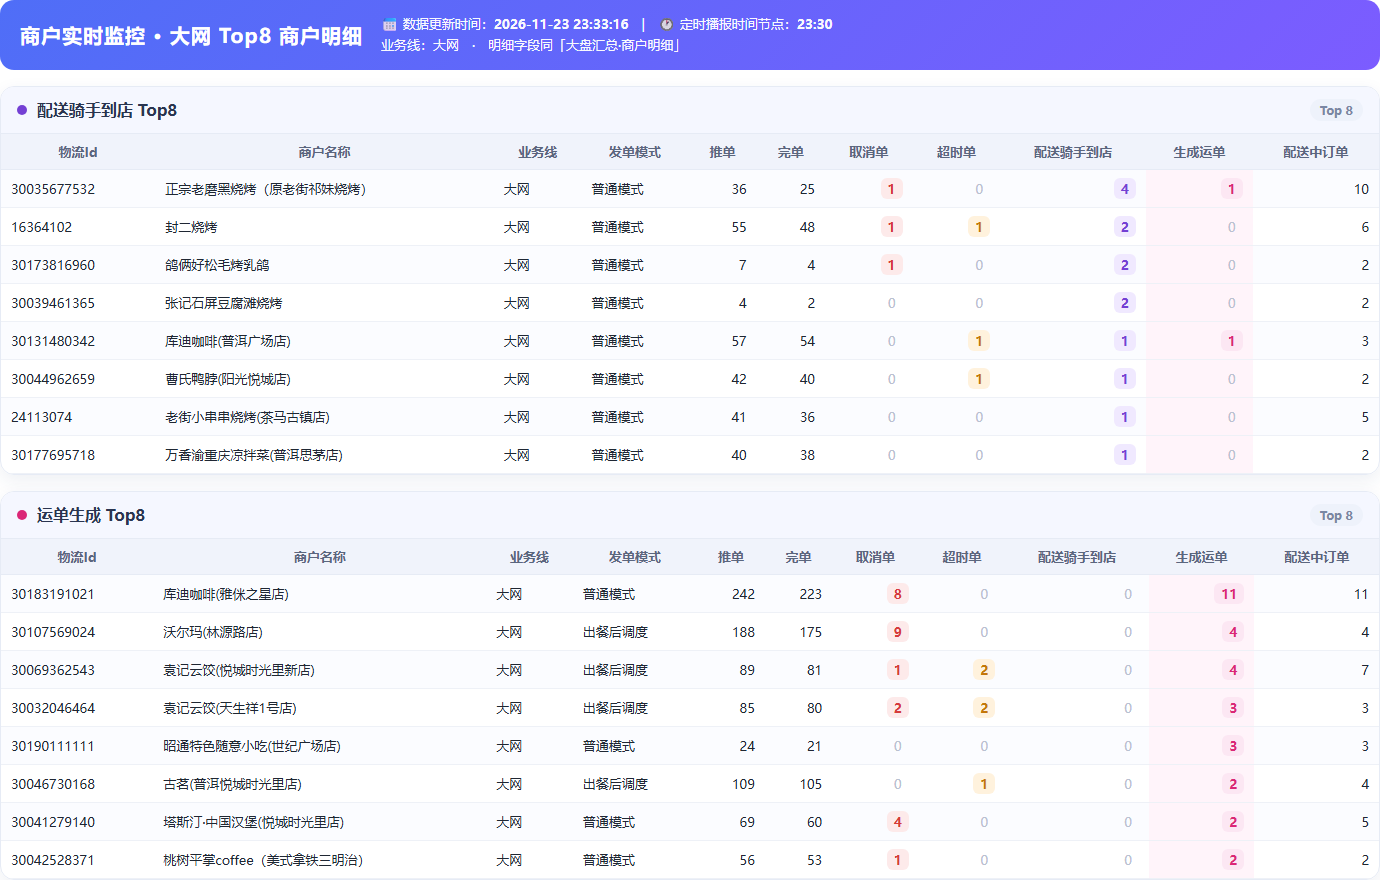 商户实时监控 · 大网 Top8 商户明细
数据更新时间：2026-11-23 23:33:16 | 定时播报时间节点：23:30
业务线：大网 · 明细字段同「大盘汇总·商户明细」
配送骑手到店 Top8 Top 8
物流Id 商户名称 业务线 发单模式 推单 完单 取消单 超时单 配送骑手到店 生成运单 配送中订单
30035677532 正宗老磨黑烧烤（原老街祁妹烧烤） 大网 普通模式 36 25 1 0 4 1 10
16364102 封二烧烤 大网 普通模式 55 48 1 1 2 0 6
30173816960 鸽俩好松毛烤乳鸽 大网 普通模式 7 4 1 0 2 0 2
30039461365 张记石屏豆腐滩烧烤 大网 普通模式 4 2 0 0 2 0 2
30131480342 库迪咖啡(普洱广场店) 大网 普通模式 57 54 0 1 1 1 3
30044962659 曹氏鸭脖(阳光悦城店) 大网 普通模式 42 40 0 1 1 0 2
24113074 老街小串串烧烤(茶马古镇店) 大网 普通模式 41 36 0 0 1 0 5
30177695718 万香渝重庆凉拌菜(普洱思茅店) 大网 普通模式 40 38 0 0 1 0 2
运单生成 Top8 Top 8
物流Id 商户名称 业务线 发单模式 推单 完单 取消单 超时单 配送骑手到店 生成运单 配送中订单
30183191021 库迪咖啡(雅侎之星店) 大网 普通模式 242 223 8 0 0 11 11
30107569024 沃尔玛(林源路店) 大网 出餐后调度 188 175 9 0 0 4 4
30069362543 袁记云饺(悦城时光里新店) 大网 出餐后调度 89 81 1 2 0 4 7
30032046464 袁记云饺(天生祥1号店) 大网 出餐后调度 85 80 2 2 0 3 3
30190111111 昭通特色随意小吃(世纪广场店) 大网 普通模式 24 21 0 0 0 3 3
30046730168 古茗(普洱悦城时光里店) 大网 出餐后调度 109 105 0 1 0 2 4
30041279140 塔斯汀·中国汉堡(悦城时光里店) 大网 普通模式 69 60 4 0 0 2 5
30042528371 桃树平掌coffee（美式拿铁三明治） 大网 普通模式 56 53 1 0 0 2 2